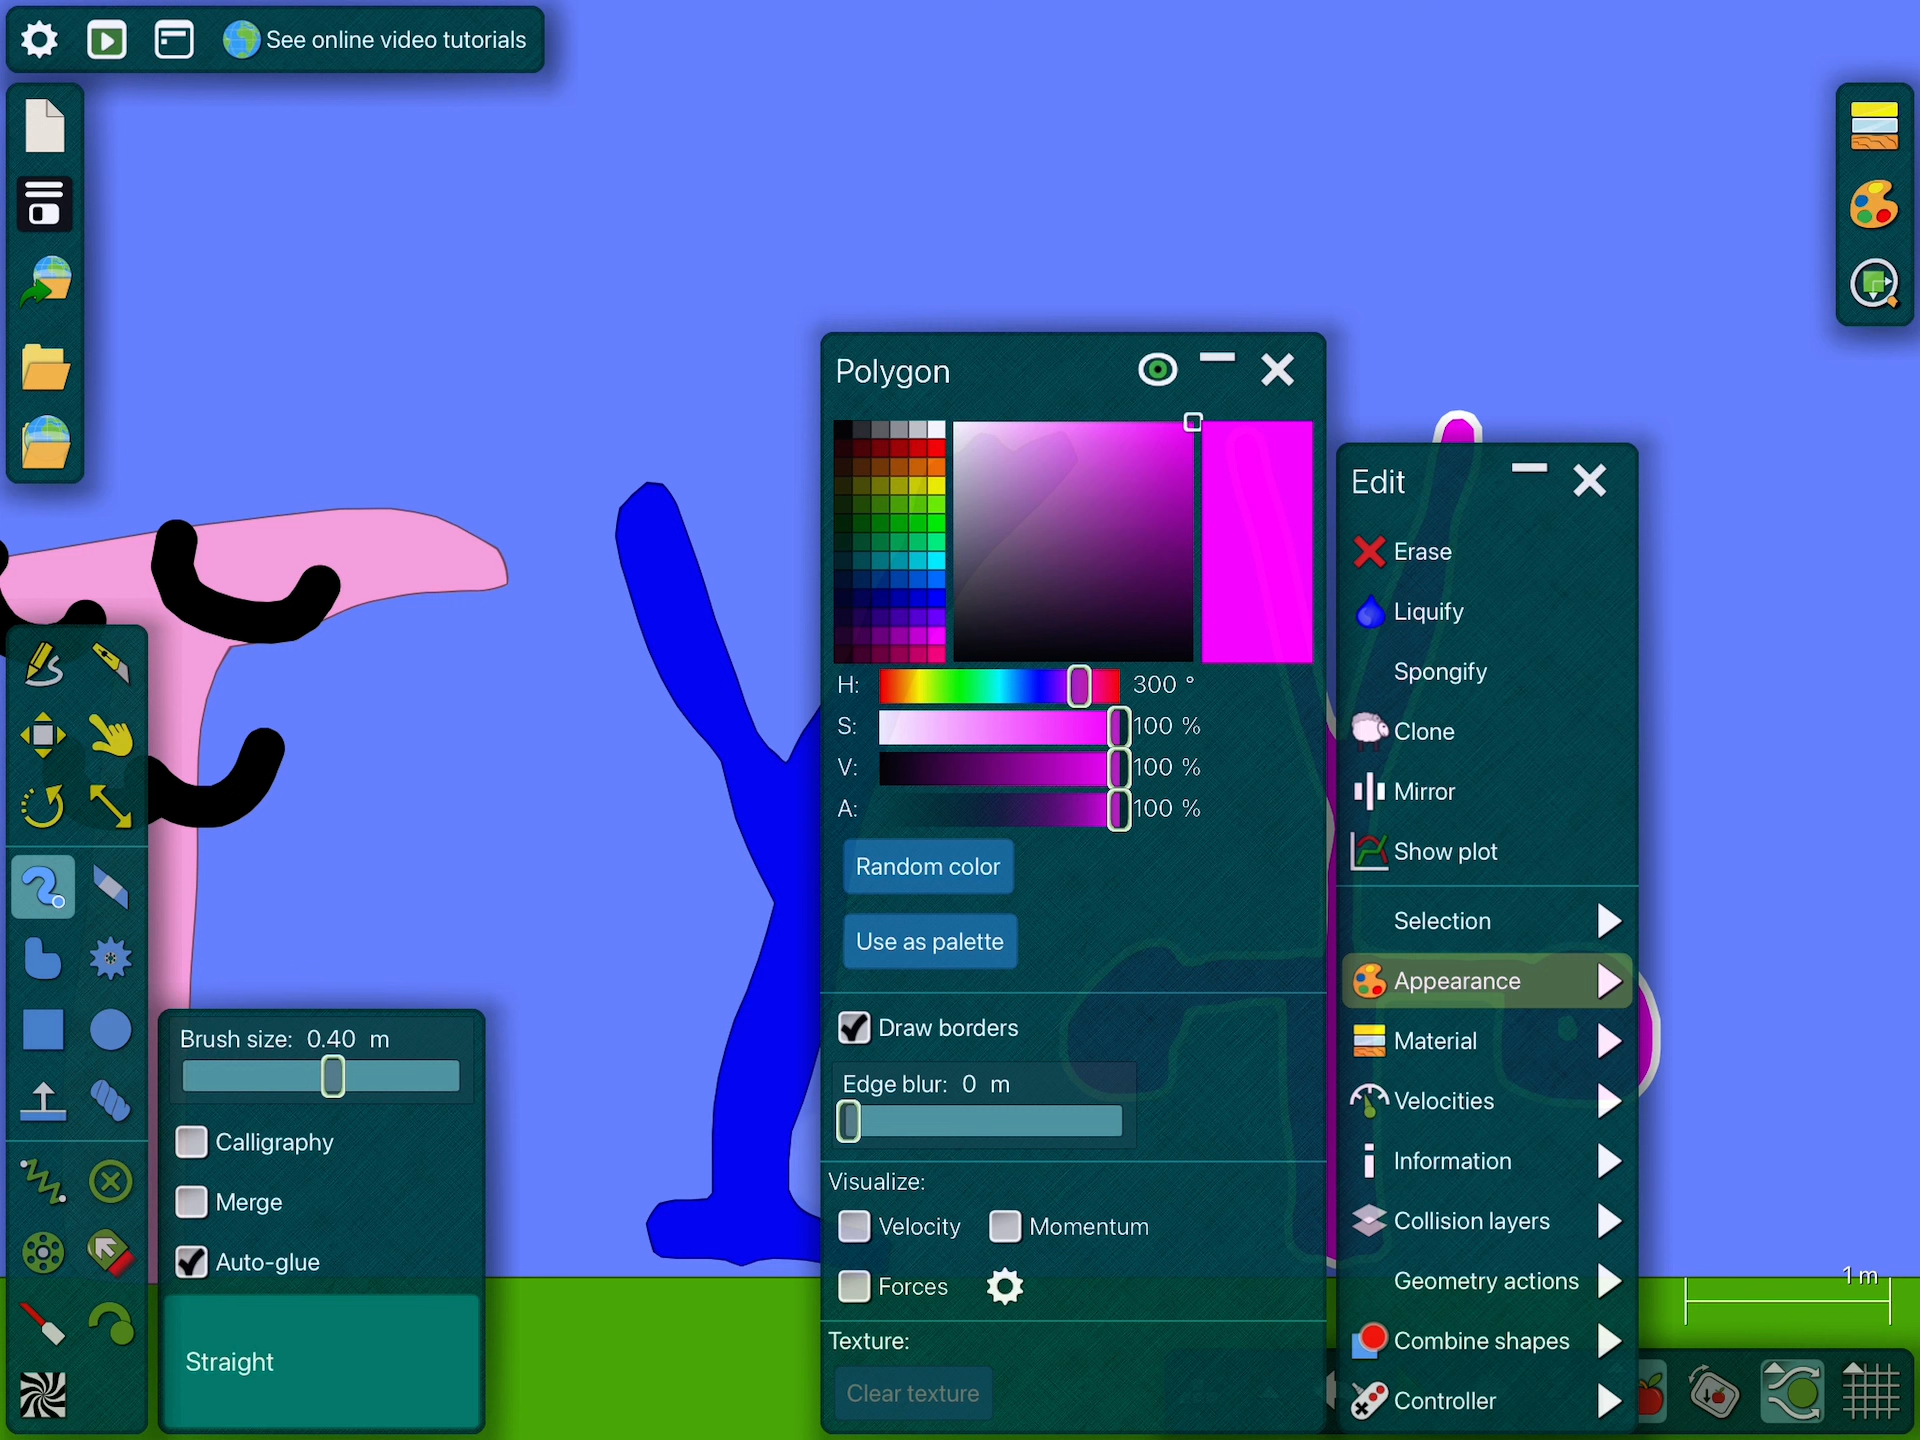 See online video tutorials
Polygon
H: 300 °
S: 100 %
V: 100 %
A: 100 %
Random color
Use as palette
Draw borders
Edge blur: 0 m
Visualize:
Velocity
Momentum
Forces
Texture:
Clear texture
Edit
Erase
Liquify
Spongify
Clone
Mirror
Show plot
Selection
Appearance
Material
Velocities
Information
Collision layers
Geometry actions
Combine shapes
Controller
Brush size: 0.40 m
Calligraphy
Merge
Auto-glue
Straight
1 m